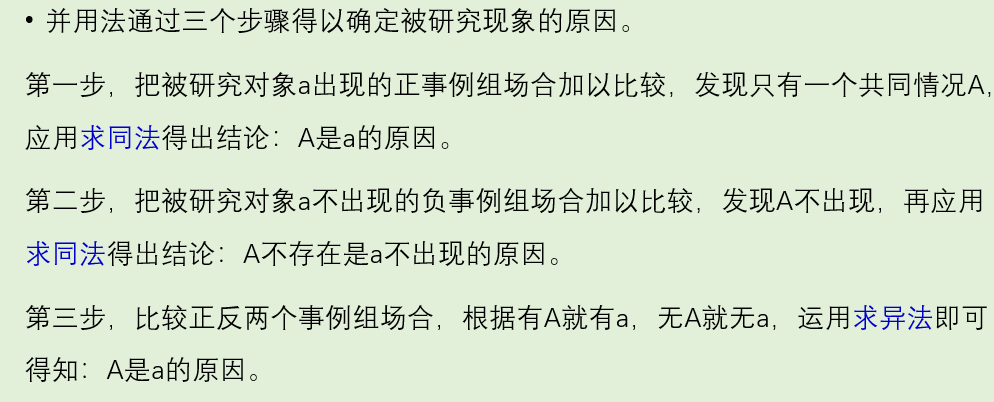 • 并用法通过三个步骤得以确定被研究现象的原因。
第一步，把被研究对象a出现的正事例组场合加以比较，发现只有一个共同情况A，
应用求同法得出结论：A是a的原因。
第二步，把被研究对象a不出现的负事例组场合加以比较，发现A不出现，再应用
求同法得出结论：A不存在是a不出现的原因。
第三步，比较正反两个事例组场合，根据有A就有a，无A就无a，运用求异法即可
得知：A是a的原因。